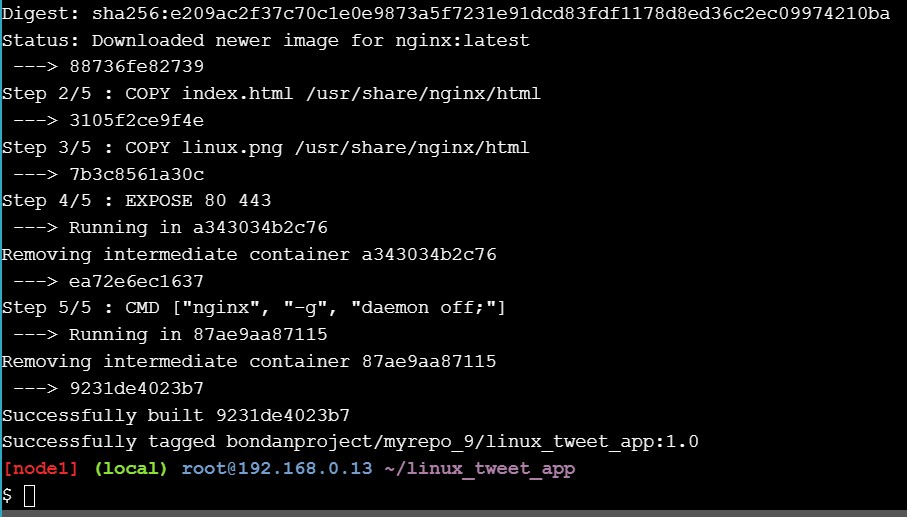 Digest: sha256:e209ac2f37c70c1e0e9873a5f7231e91dcd83fdf1178d8ed36c2ec09974210ba
Status: Downloaded newer image for nginx:latest
---> 88736fe82739
Step 2/5 : COPY index.html /usr/share/nginx/html
---> 3105f2ce9f4e
Step 3/5 : COPY linux.png /usr/share/nginx/html
---> 7b3c8561a30c
Step 4/5 : EXPOSE 80 443
---> Running in a343034b2c76
Removing intermediate container a343034b2c76
---> ea72e6ec1637
Step 5/5 : CMD ["nginx", "-g", "daemon off;"]
---> Running in 87ae9aa87115
Removing intermediate container 87ae9aa87115
---> 9231de4023b7
Successfully built 9231de4023b7
Successfully tagged bondanproject/myrepo_9/linux_tweet_app:1.0
[node1] (local) root@192.168.0.13 ~/linux_tweet_app
$